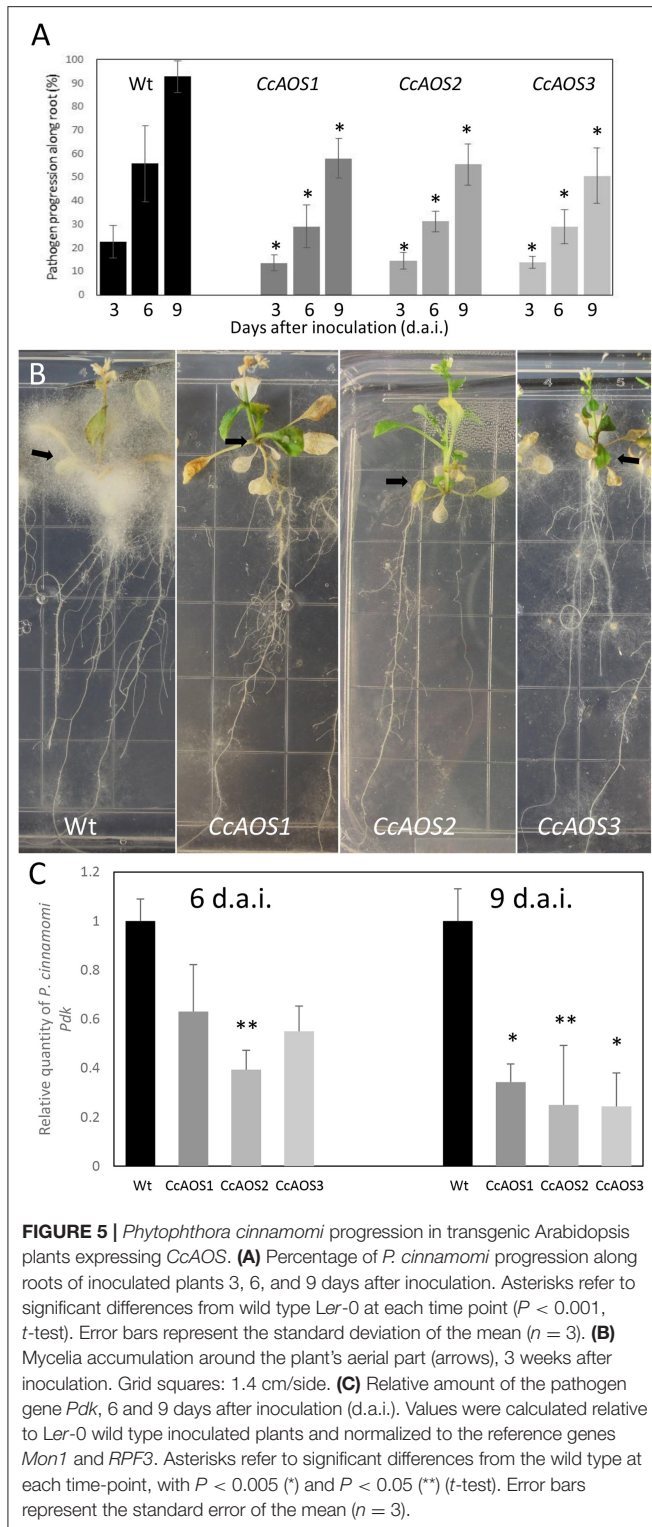 A
100
90
80
70
60
50
40
30
20
10
0
Pathogen progression along root (%)
Wt
CcAOS1
CcAOS2
CcAOS3
* * *
* * *
* * *
3 6 9 3 6 9 3 6 9 3 6 9
Days after inoculation (d.a.i.)
B
Wt
CcAOS1
CcAOS2
CcAOS3
C
1.2
1
0.8
0.6
0.4
0.2
0
Relative quantity of P. cinnamomi
Pdk
6 d.a.i.
9 d.a.i.
**
* ** *
Wt CcAOS1 CcAOS2 CcAOS3
Wt CcAOS1 CcAOS2 CcAOS3
FIGURE 5 | Phytophthora cinnamomi progression in transgenic Arabidopsis
plants expressing CcAOS. (A) Percentage of P. cinnamomi progression along
roots of inoculated plants 3, 6, and 9 days after inoculation. Asterisks refer to
significant differences from wild type Ler-0 at each time point (P < 0.001,
t-test). Error bars represent the standard deviation of the mean (n = 3). (B)
Mycelia accumulation around the plant's aerial part (arrows), 3 weeks after
inoculation. Grid squares: 1.4 cm/side. (C) Relative amount of the pathogen
gene Pdk, 6 and 9 days after inoculation (d.a.i.). Values were calculated relative
to Ler-0 wild type inoculated plants and normalized to the reference genes
Mon1 and RPF3. Asterisks refer to significant differences from the wild type at
each time-point, with P < 0.005 (*) and P < 0.05 (**) (t-test). Error bars
represent the standard error of the mean (n = 3).